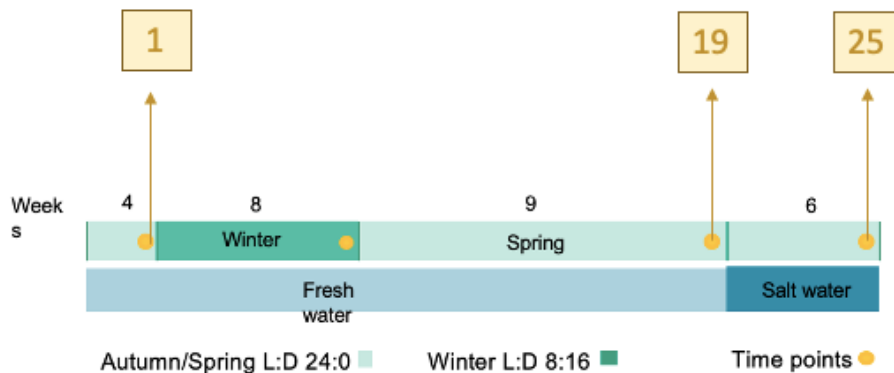 1 19 25
Week
s
4 8 9 6
Winter Spring
Fresh
water
Salt water
Autumn/Spring L:D 24:0 Winter L:D 8:16 Time points